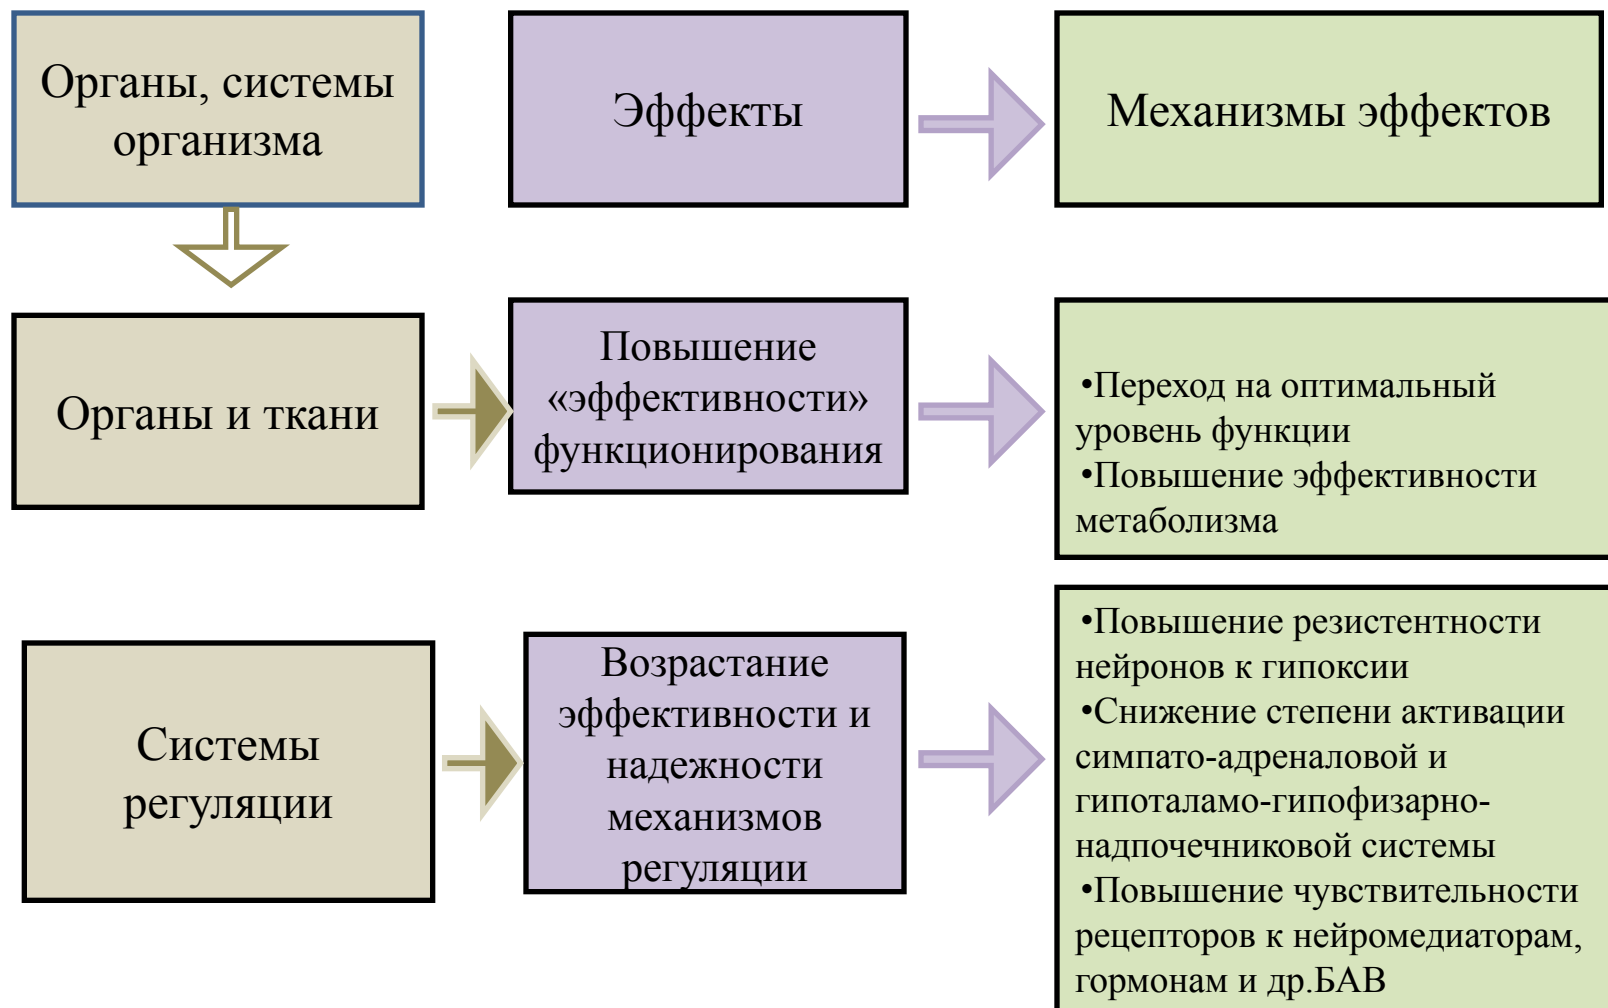 Органы, системы
организма
Эффекты
Механизмы эффектов
Органы и ткани
Повышение
«эффективности»
функционирования
•Переход на оптимальный
уровень функции
•Повышение эффективности
метаболизма
Системы
регуляции
Возрастание
эффективности и
надежности
механизмов
регуляции
•Повышение резистентности
нейронов к гипоксии
•Снижение степени активации
симпато-адреналовой и
гипоталамо-гипофизарно-
надпочечниковой системы
•Повышение чувствительности
рецепторов к нейромедиаторам,
гормонам и др.БАВ